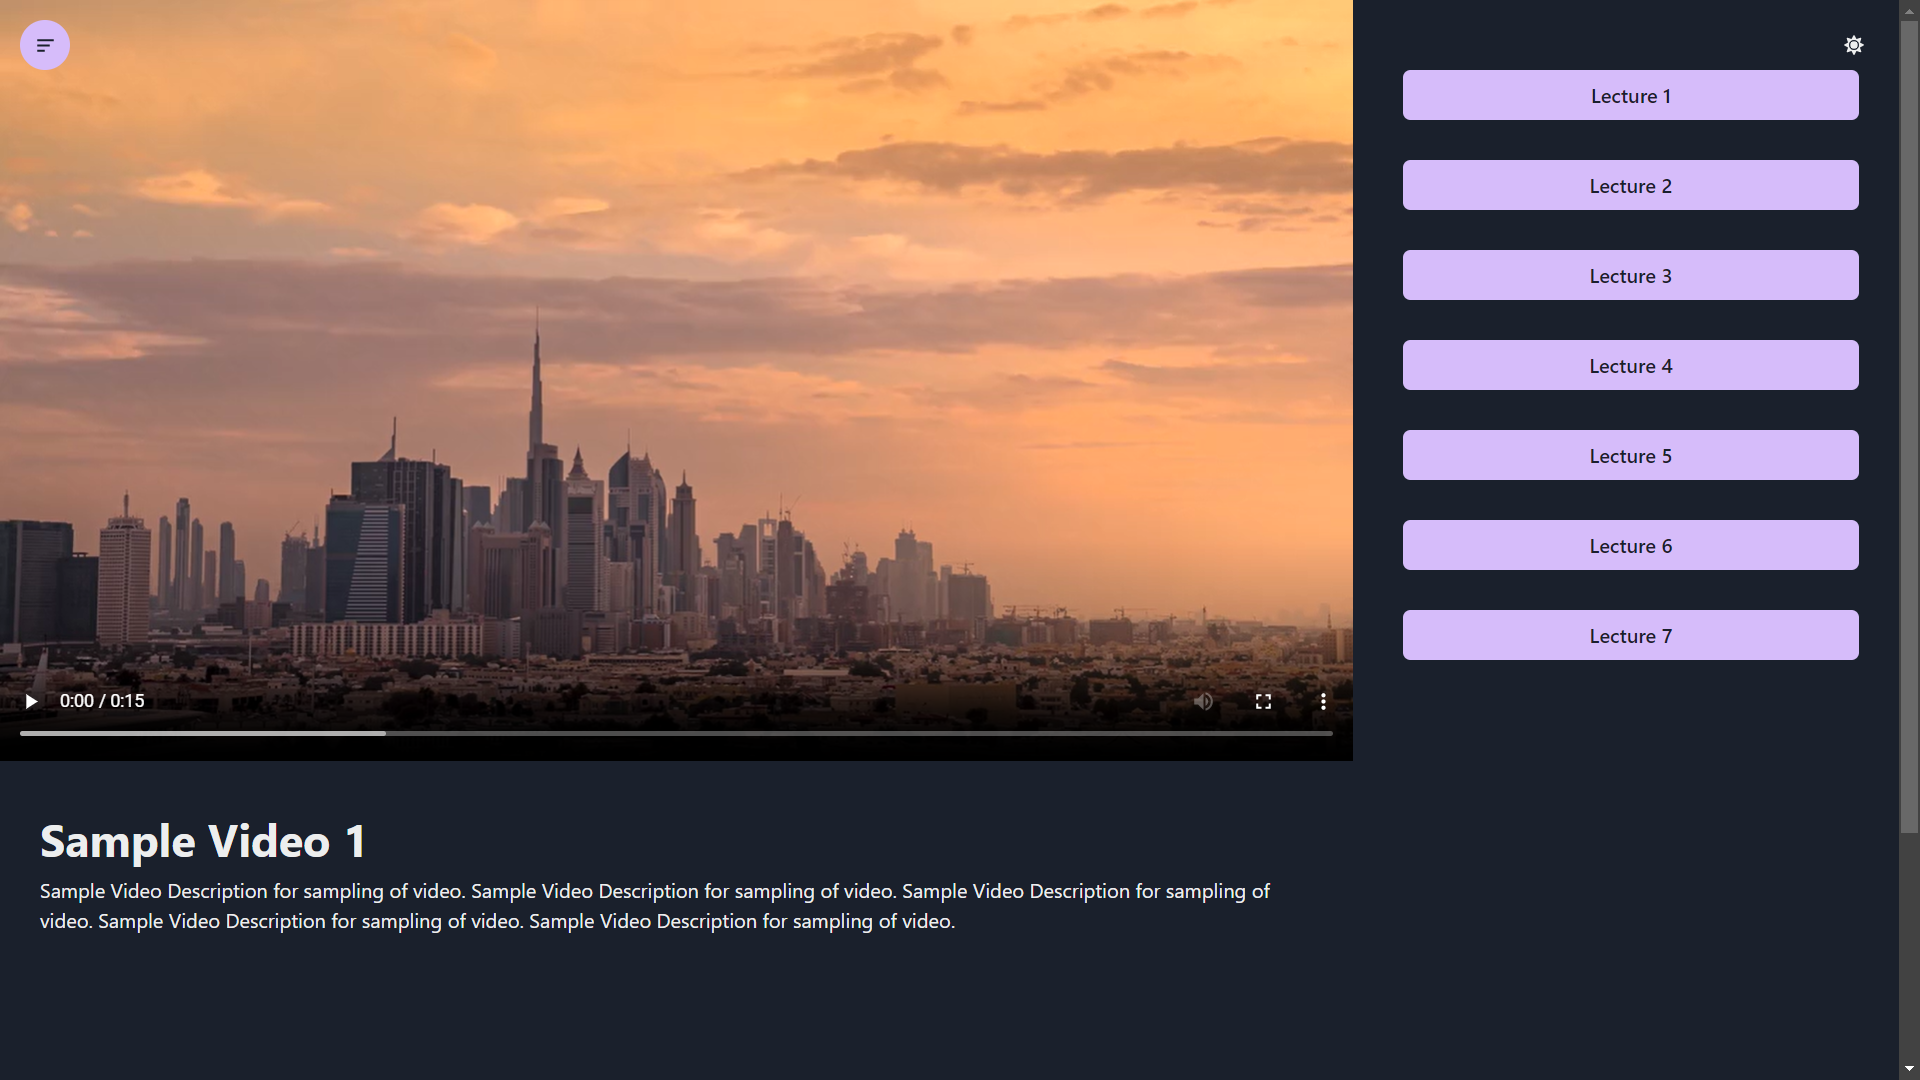 Lecture 1
Lecture 2
Lecture 3
Lecture 4
Lecture 5
Lecture 6
Lecture 7
0:00 / 0:15
Sample Video 1
Sample Video Description for sampling of video. Sample Video Description for sampling of video. Sample Video Description for sampling of
video. Sample Video Description for sampling of video. Sample Video Description for sampling of video.